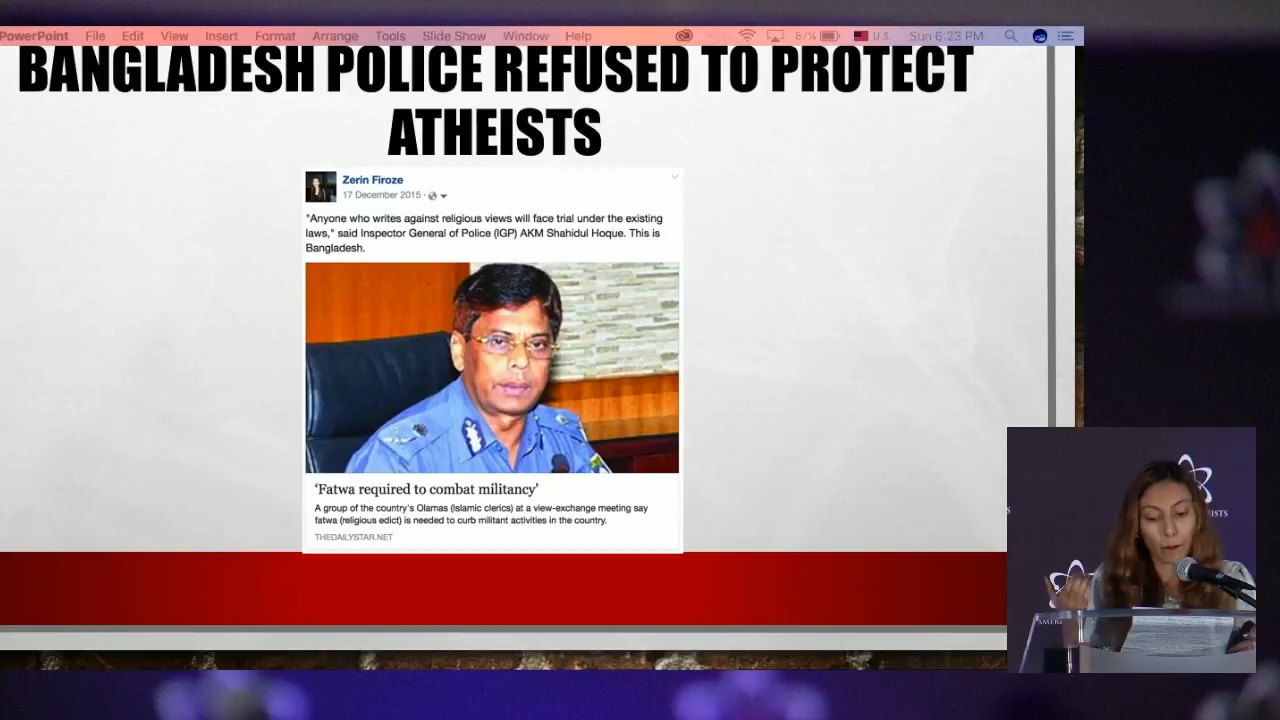 PowerPoint File Edit View Insert Format Arrange Tools Slide Show Window Help U.S. Sun 6:23 PM
BANGLADESH POLICE REFUSED TO PROTECT
ATHEISTS
Zerin Firoze
17 December 2015 ·
"Anyone who writes against religious views will face trial under the existing
laws," said Inspector General of Police (IGP) AKM Shahidul Hoque. This is
Bangladesh.
‘Fatwa required to combat militancy’
A group of the country's Olamas (Islamic clerics) at a view-exchange meeting say
fatwa (religious edict) is needed to curb militant activities in the country.
THEDAILYSTAR.NET